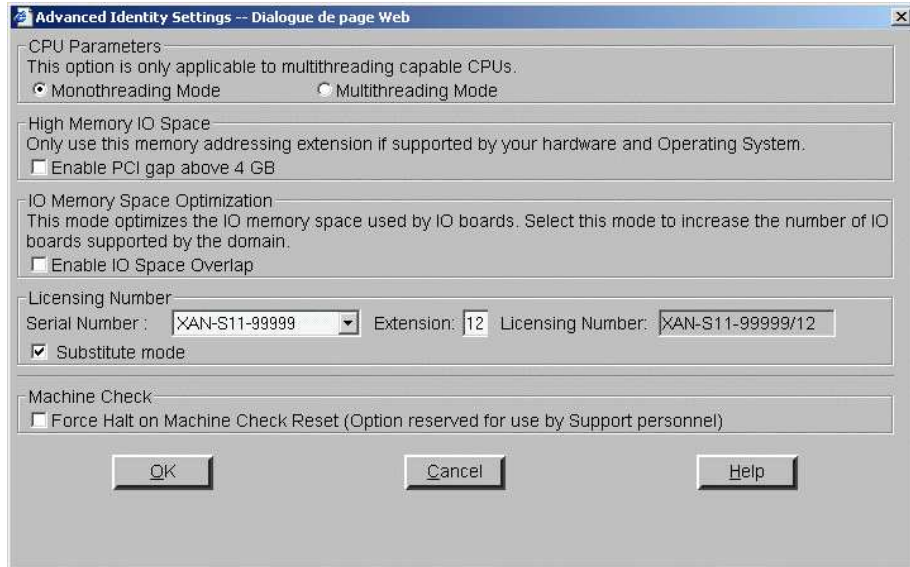 Advanced Identity Settings -- Dialogue de page Web
CPU Parameters
This option is only applicable to multithreading capable CPUs.
Monothreading Mode Multithreading Mode
High Memory IO Space
Only use this memory addressing extension if supported by your hardware and Operating System.
Enable PCI gap above 4 GB
IO Memory Space Optimization
This mode optimizes the IO memory space used by IO boards. Select this mode to increase the number of IO
boards supported by the domain.
Enable IO Space Overlap
Licensing Number
Serial Number : XAN-S11-99999 Extension: 12 Licensing Number: XAN-S11-99999/12
Substitute mode
Machine Check
Force Halt on Machine Check Reset (Option reserved for use by Support personnel)
OK Cancel Help